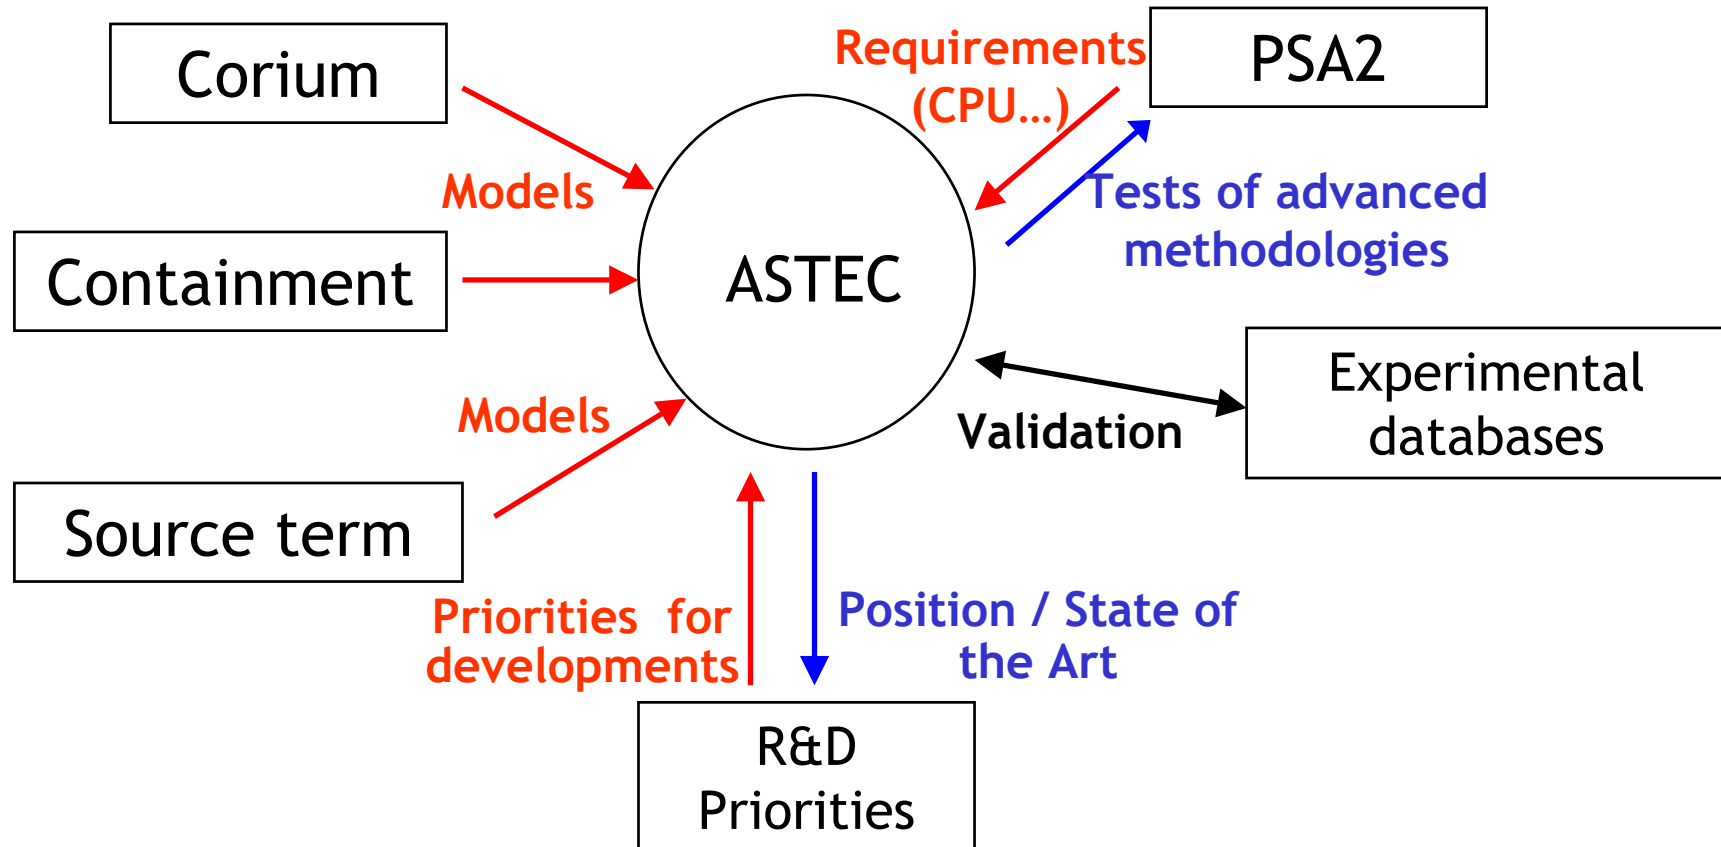 Corium
Requirements
(CPU...)
PSA2
Models
Tests of advanced
methodologies
Containment
ASTEC
Experimental
databases
Models
Validation
Source term
Priorities for
developments
Position / State of
the Art
R&D
Priorities